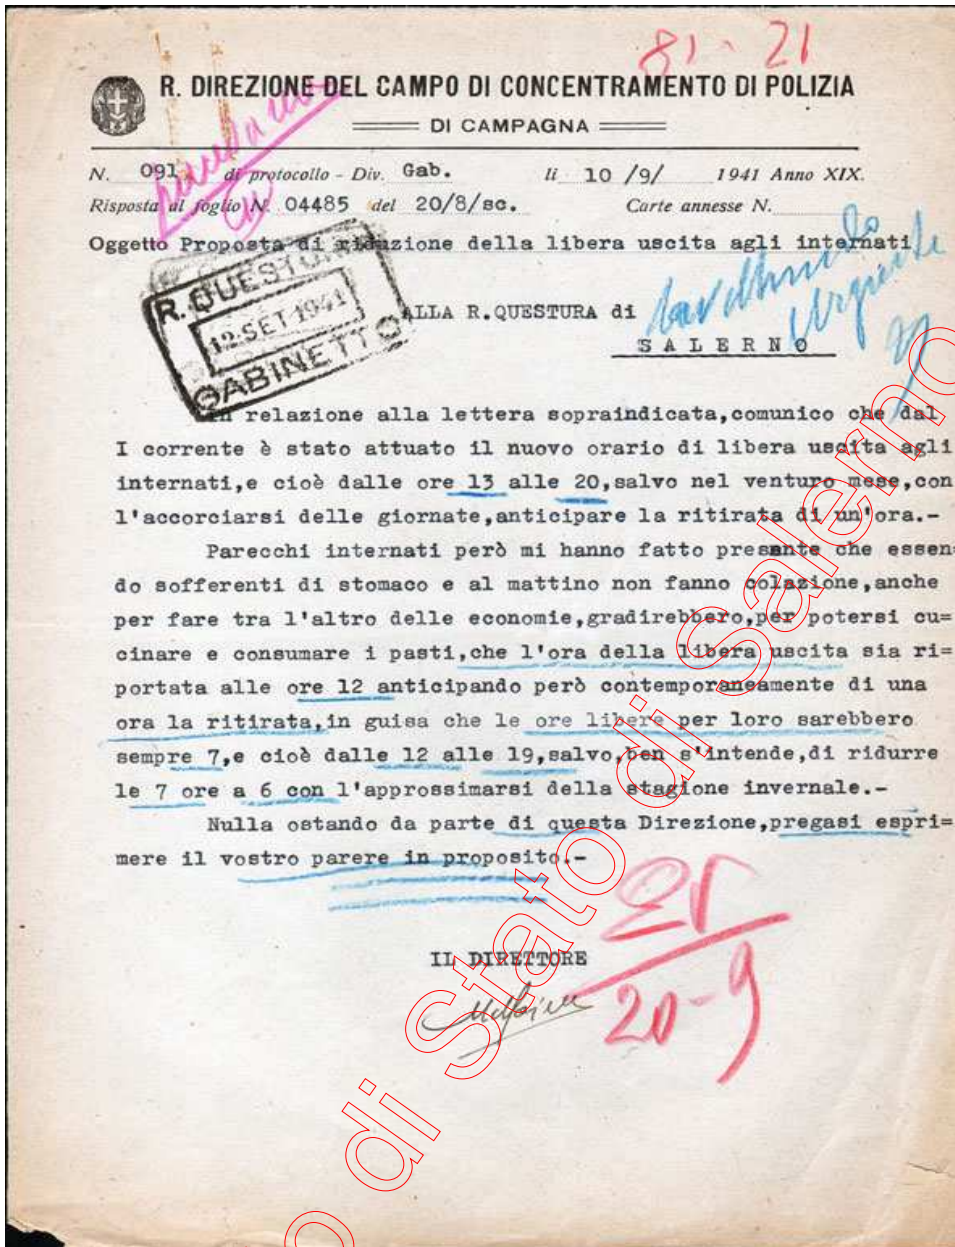 81-21
R. DIREZIONE DEL CAMPO DI CONCENTRAMENTO DI POLIZIA
DI CAMPAGNA
N. 091 di protocollo - Div. Gab. li 10 /9/ 1941 Anno XIX.
Risposta al foglio N. 04485 del 20/8/sc. Carte annesse N.
Oggetto Proposta di riduzione della libera uscita agli internati
R. QUESTURA
12. SET 1941
GABINETTO
ALLA R.QUESTURA di
Urgente
SALERNO
In relazione alla lettera sopraindicata,comunico che dal
I corrente è stato attuato il nuovo orario di libera uscita agli
internati,e cioè dalle ore 13 alle 20,salvo nel venturo mese,con
l'accorciarsi delle giornate,anticipare la ritirata di un'ora.-
Parecchi internati però mi hanno fatto presente che essen=
do sofferenti di stomaco e al mattino non fanno colazione,anche
per fare tra l'altro delle economie,gradirebbero,per potersi cu=
cinare e consumare i pasti,che l'ora della libera uscita sia ri=
portata alle ore 12 anticipando però contemporaneamente di una
ora la ritirata,in guisa che le ore libere per loro sarebbero
sempre 7,e cioè dalle 12 alle 19,salvo,ben s'intende,di ridurre
le 7 ore a 6 con l'approssimarsi della stagione invernale.-
Nulla ostando da parte di questa Direzione,pregasi espri=
mere il vostro parere in proposito.-
IL DIRETTORE
20-9
o di Stato di Salerno